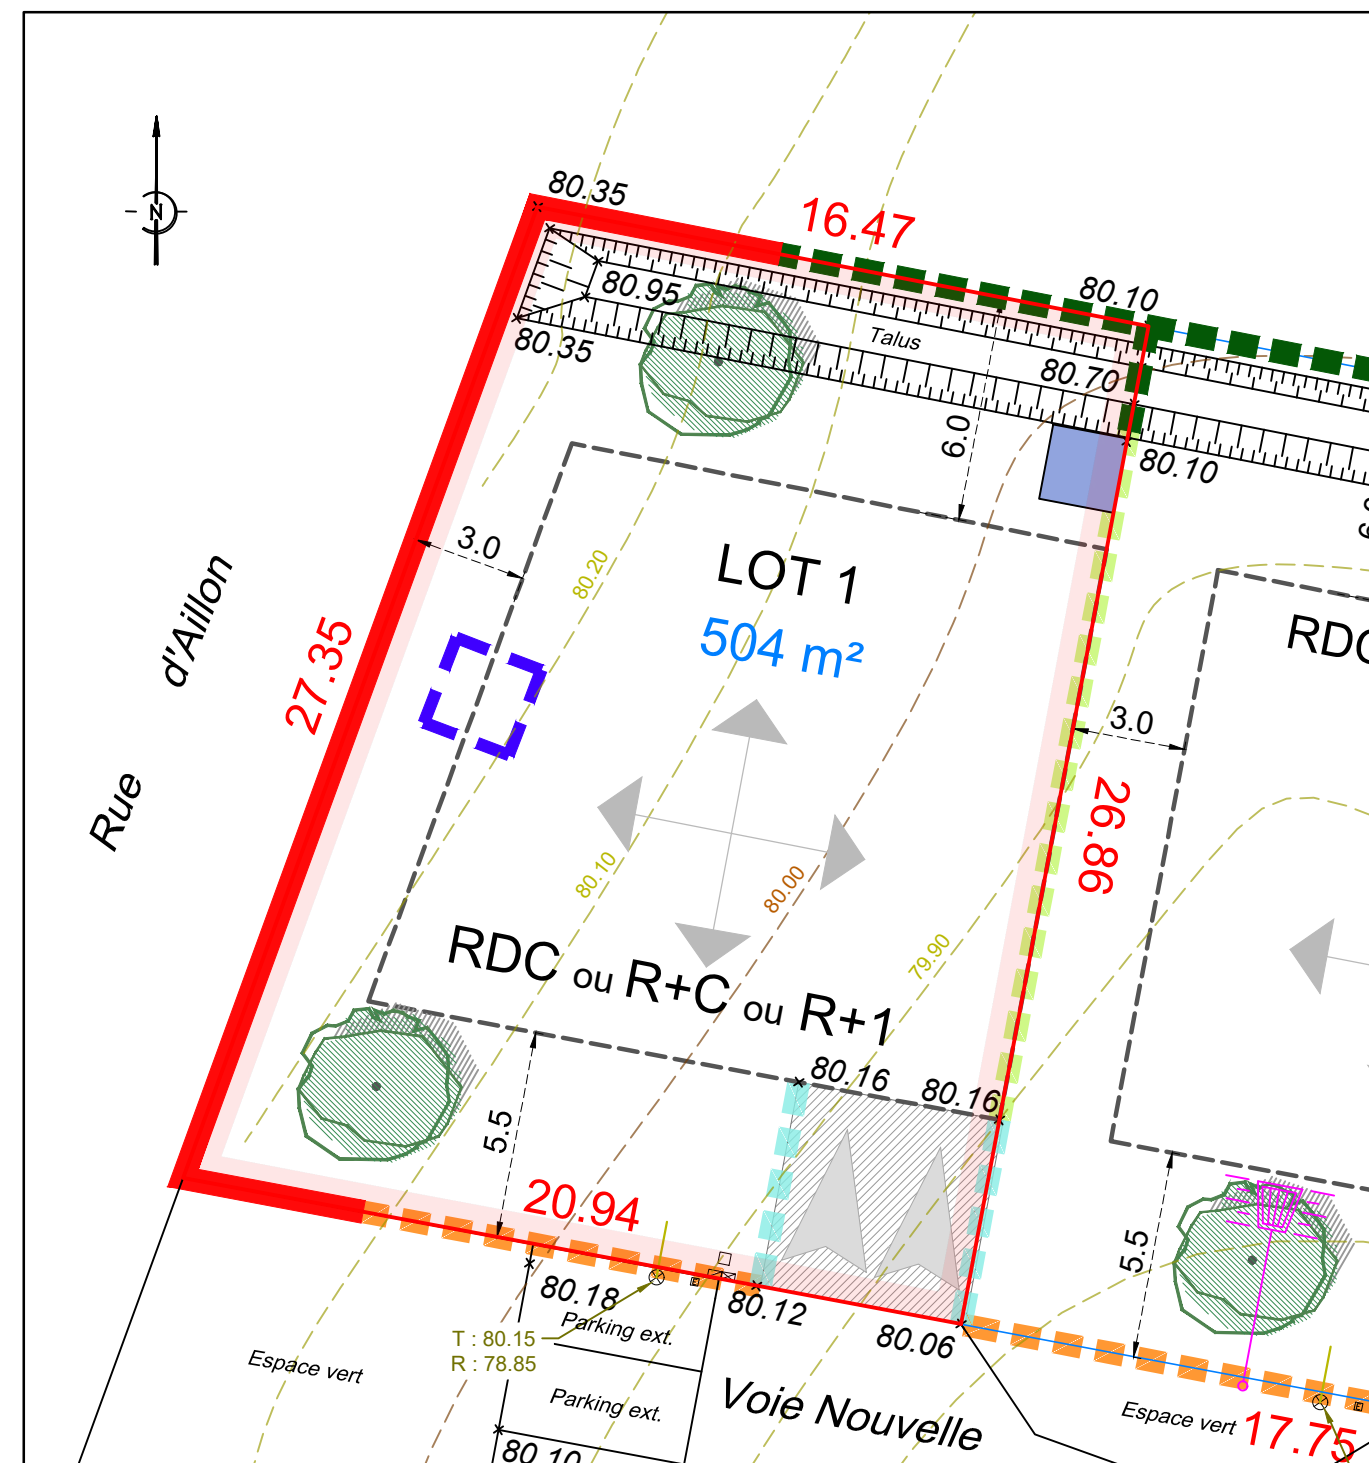 N
80.35
16.47
80.10
80.95
Talus
80.35
80.70
6.0
80.10
3.0
LOT 1
504 m²
80.20
RDC
d'Aillon
27.35
3.0
Rue
26.86
80.10
80.00
79.90
RDC ou R+C ou R+1
80.16
80.16
5.5
20.94
5.5
80.18
80.12
80.06
T : 80.15
R : 78.85
Parking ext.
Espace vert
Parking ext.
Voie Nouvelle
Espace vert
17.75
80.10